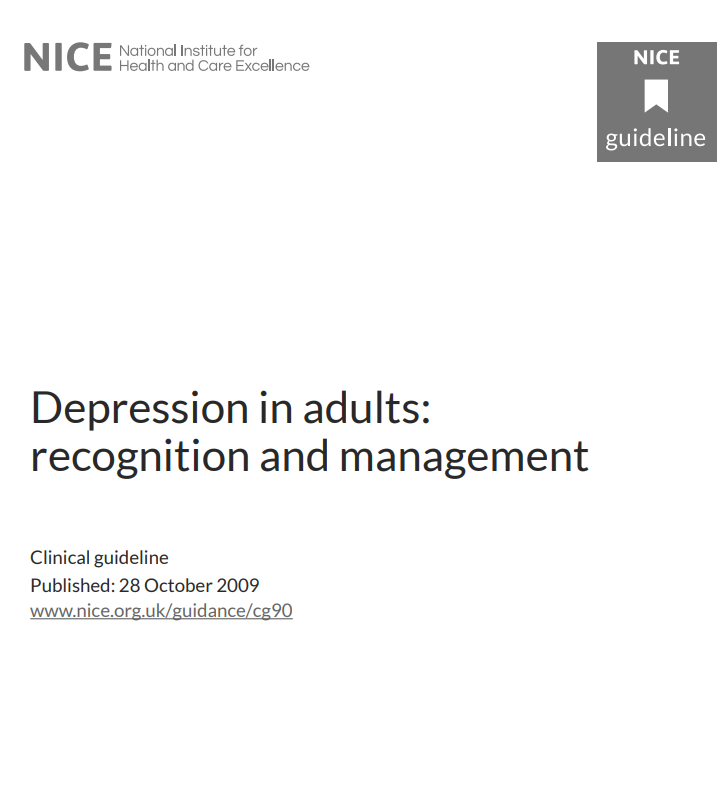 NICE National Institute for
Health and Care Excellence
NICE
guideline
Depression in adults:
recognition and management
Clinical guideline
Published: 28 October 2009
www.nice.org.uk/guidance/cg90